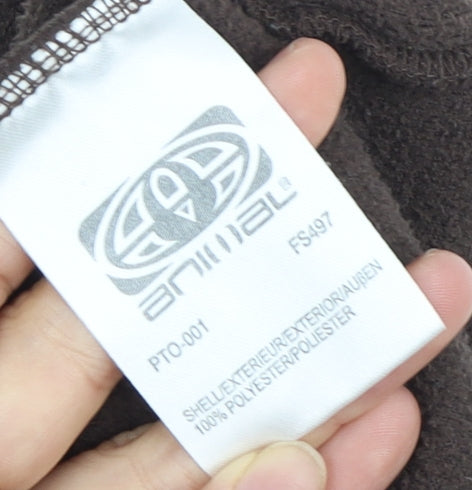 animal®
PTO-001 FS497
SHELL/EXTERIEUR/EXTERIOR/AUßEN
100% POLYESTER/POLIESTER